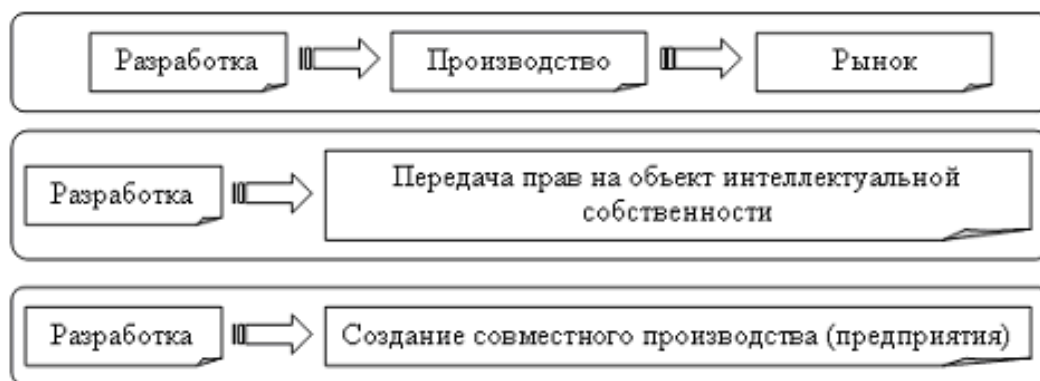 Разработка Производство Рынок
Разработка
Передача прав на объект интеллектуальной
собственности
Разработка
Создание совместного производства (предприятия)